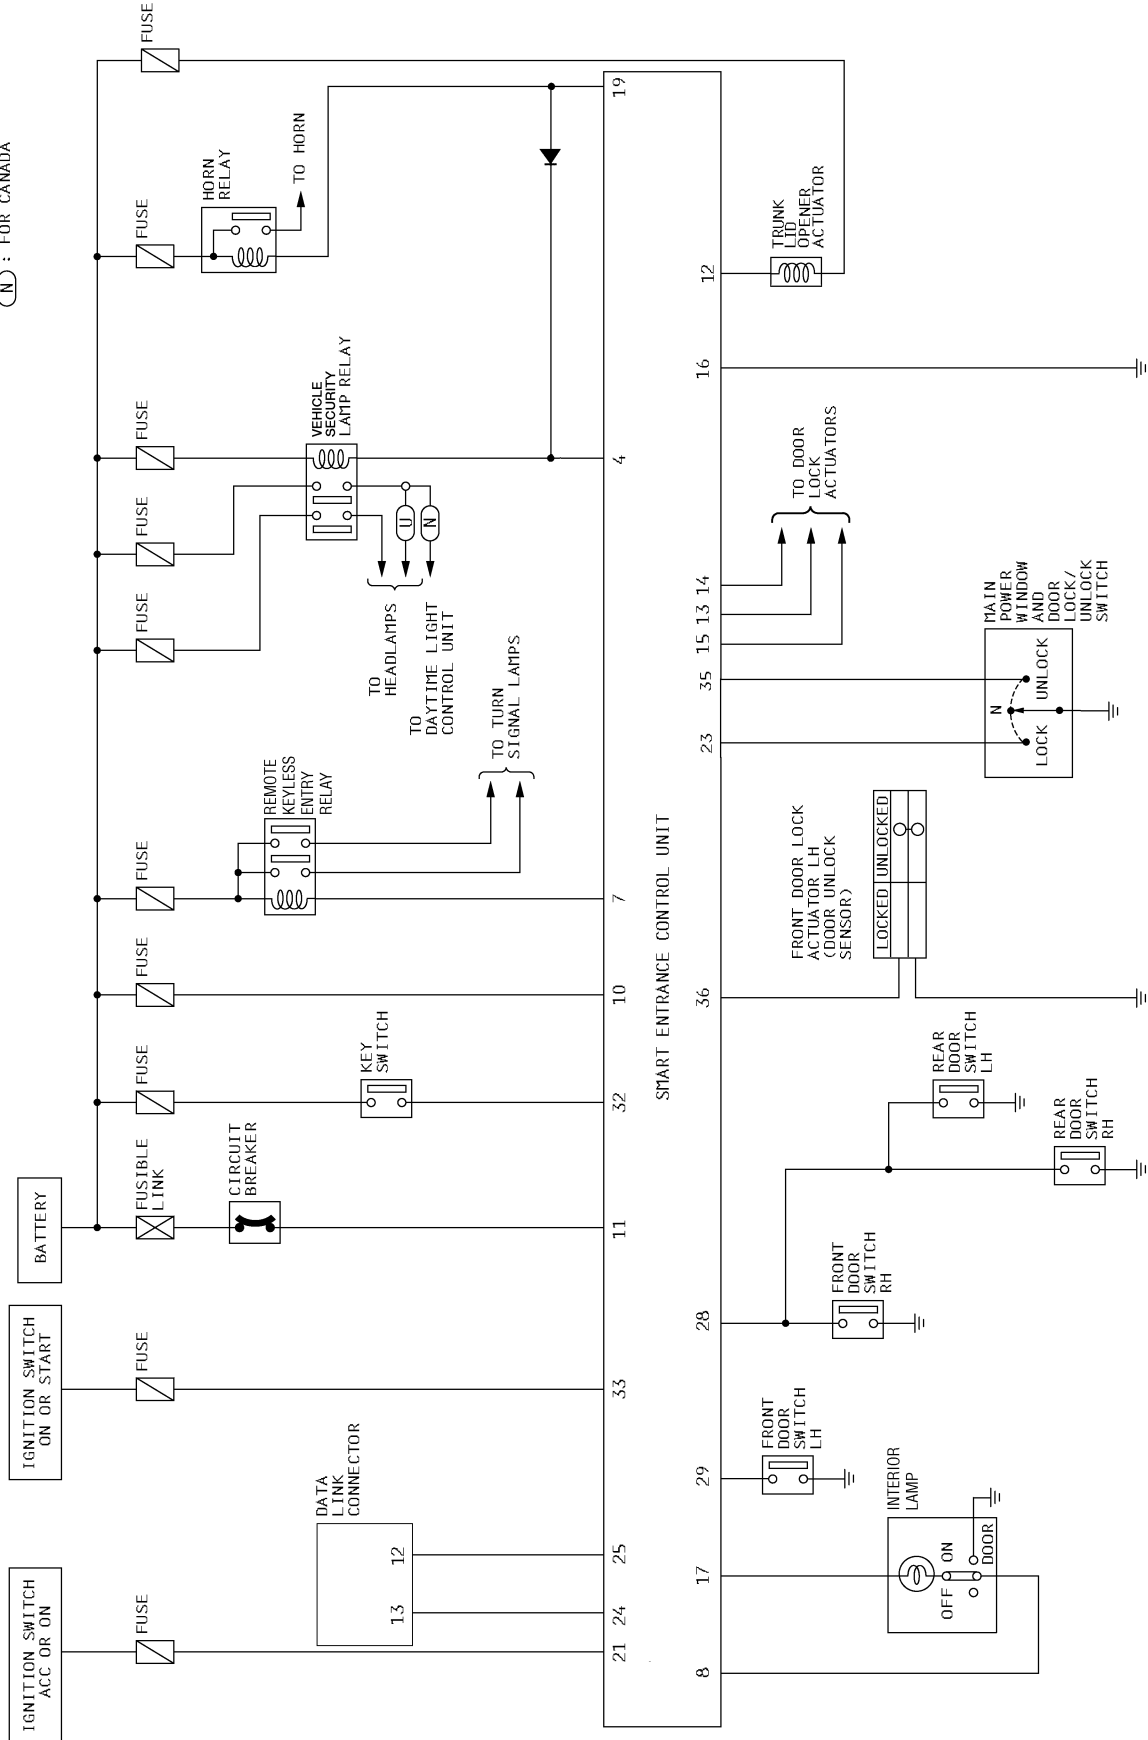 IGNITION SWITCH
ACC OR ON
IGNITION SWITCH
ON OR START
BATTERY
N : FOR CANADA
FUSE
FUSE
FUSIBLE
LINK
FUSE
FUSE
FUSE
FUSE
FUSE
FUSE
FUSE
FUSE
CIRCUIT
BREAKER
HORN
RELAY
TO HORN
REMOTE
KEYLESS
ENTRY
RELAY
VEHICLE
SECURITY
LAMP RELAY
DATA
LINK
CONNECTOR
13
12
KEY
SWITCH
U
N
TO
HEADLAMPS
TO
DAYTIME LIGHT
CONTROL UNIT
TO TURN
SIGNAL LAMPS
21
24
25
33
11
32
10
7
4
19
SMART ENTRANCE CONTROL UNIT
8
17
29
28
36
23
35
15
13
14
16
12
TRUNK
LID
OPENER
ACTUATOR
TO DOOR
LOCK
ACTUATORS
FRONT
DOOR
SWITCH
LH
FRONT
DOOR
SWITCH
RH
FRONT DOOR LOCK
ACTUATOR LH
(DOOR UNLOCK
SENSOR)
LOCKED
UNLOCKED
INTERIOR
LAMP
OFF
ON
DOOR
REAR
DOOR
SWITCH
LH
REAR
DOOR
SWITCH
RH
MAIN
POWER
WINDOW
AND
DOOR
LOCK/
UNLOCK
SWITCH
N
LOCK
UNLOCK